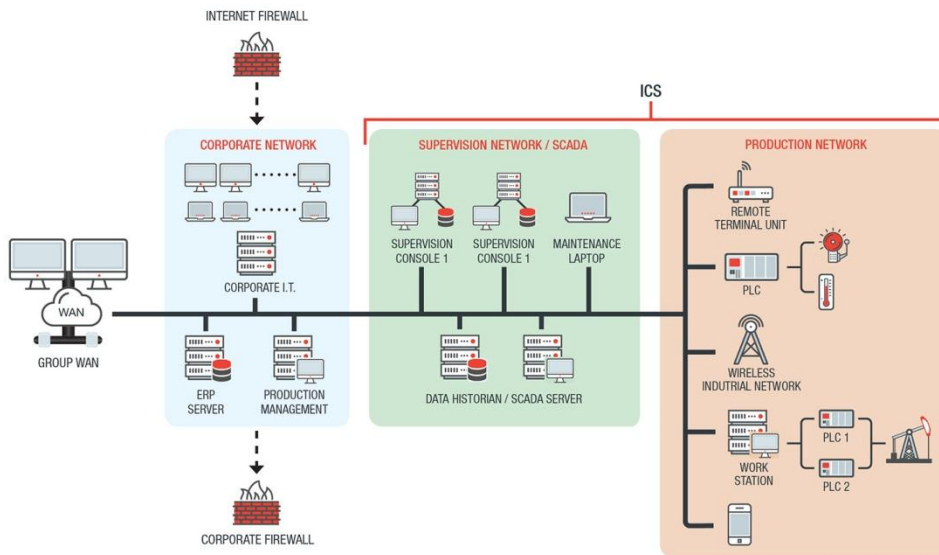 INTERNET FIREWALL
ICS
CORPORATE NETWORK
SUPERVISION NETWORK / SCADA
PRODUCTION NETWORK
REMOTE
TERMINAL UNIT
SUPERVISION
CONSOLE 1
SUPERVISION
CONSOLE 1
MAINTENANCE
LAPTOP
CORPORATE I.T.
PLC
WAN
GROUP WAN
ERP
SERVER
PRODUCTION
MANAGEMENT
DATA HISTORIAN / SCADA SERVER
WIRELESS
INDUTRIAL NETWORK
WORK
STATION
PLC 1
PLC 2
CORPORATE FIREWALL